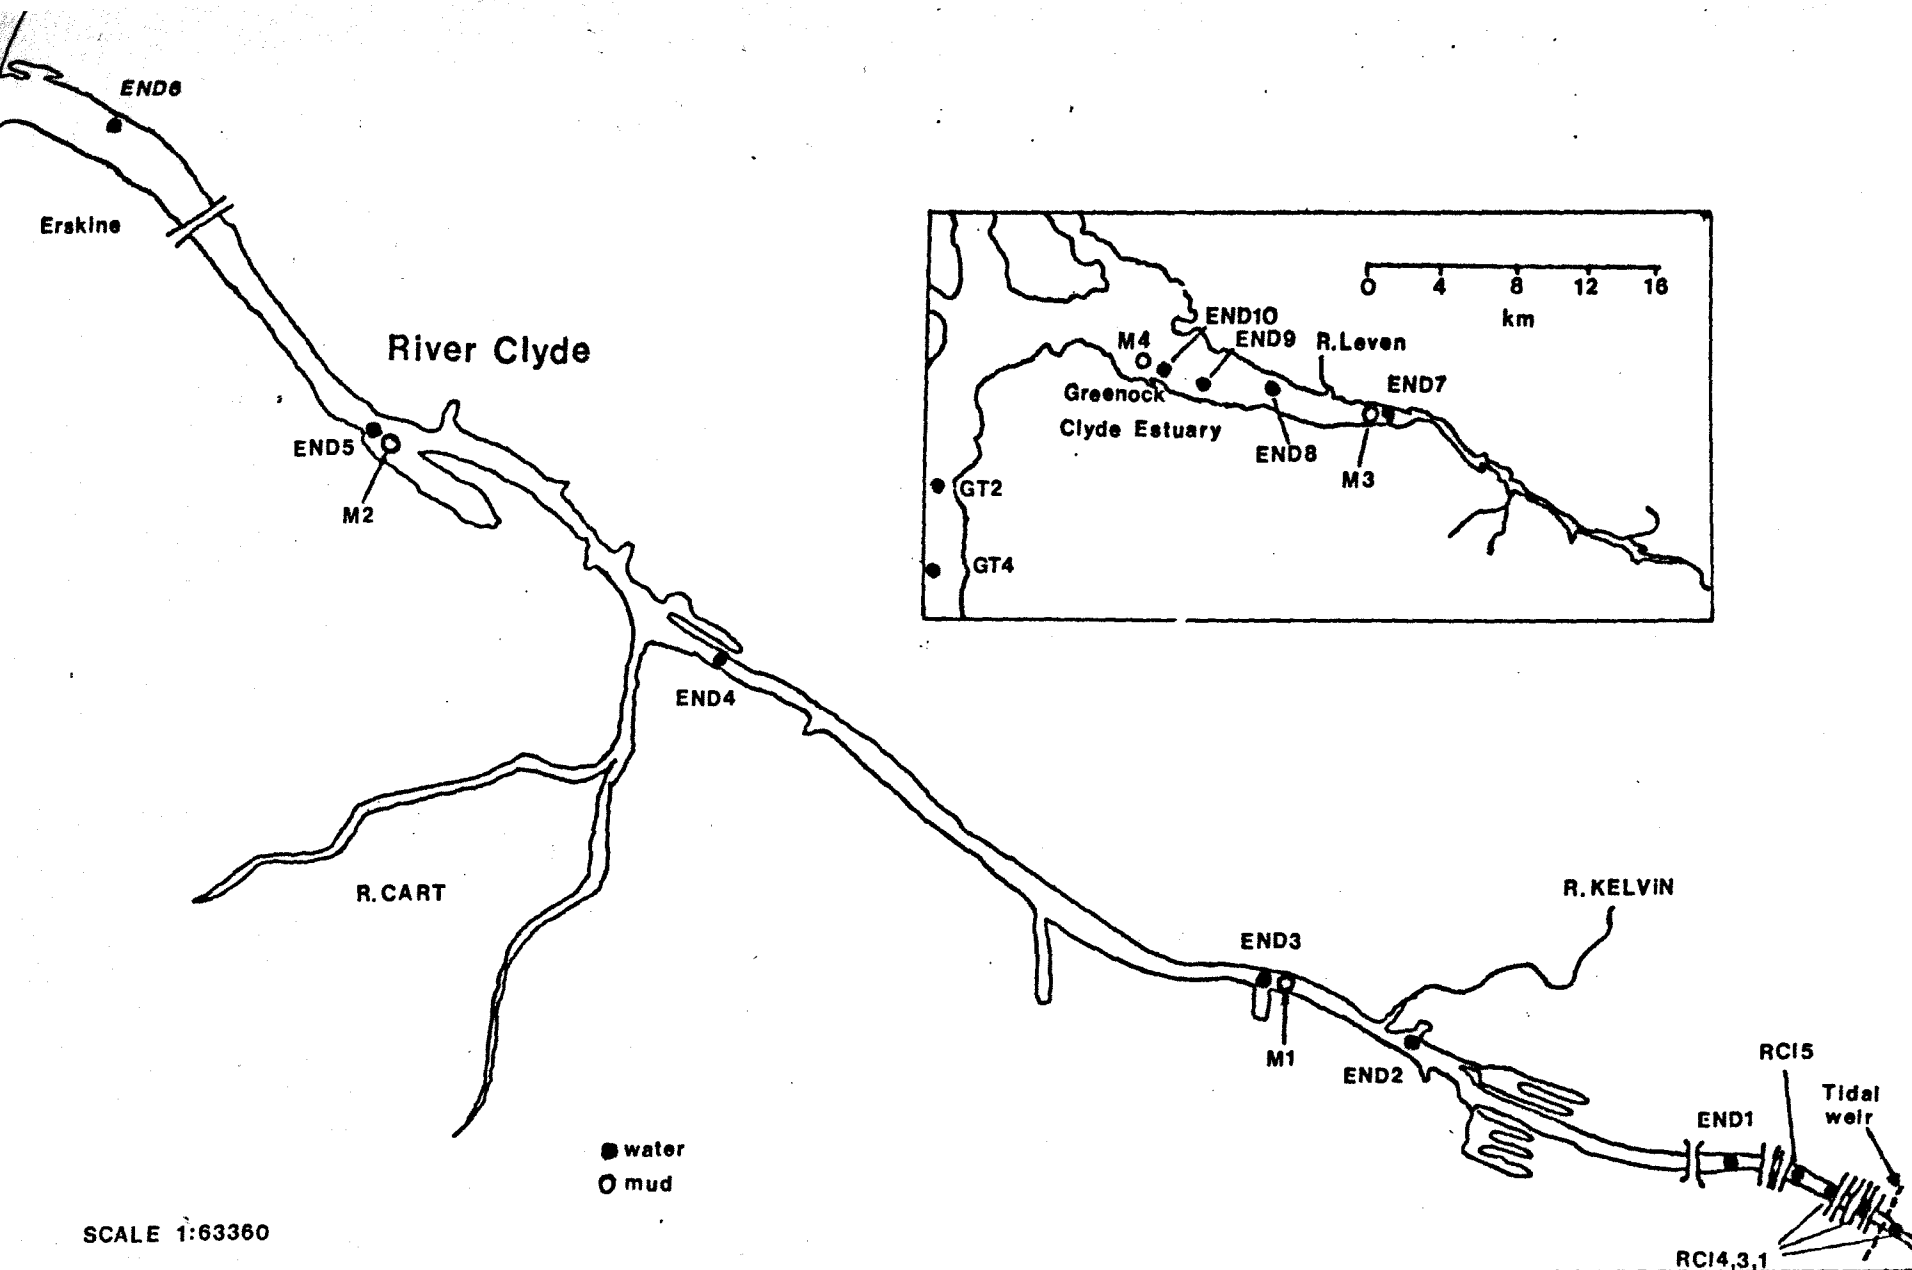 END6
Erskine
River Clyde
END5
M2
END4
R.CART
0 4 8 12 16
km
END10
M4
END9
R.Leven
END7
Greenock
Clyde Estuary
END8
M3
GT2
GT4
R.KELViN
END3
M1
END2
RCI5
Tidal
weir
END1
water
mud
SCALE 1:63360
RCI4,3,1